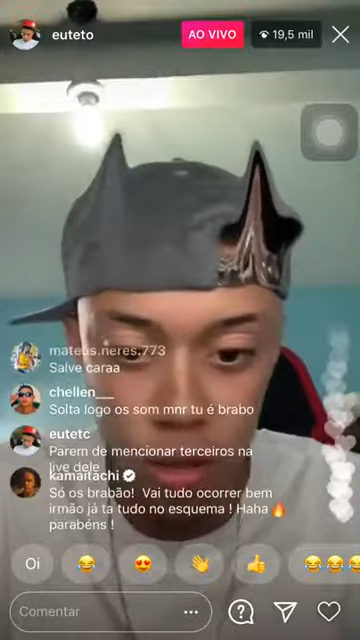 euteto
AO VIVO
19,5 mil
mateus.neres.773
Salve caraa
chellen___
Solta logo os som mnr tu é brabo
eutetc
Parem de mencionar terceiros na
live dele
kamaitachi
Só os brabão! Vai tudo ocorrer bem
irmão já ta tudo no esquema ! Haha 🔥
parabéns !
Oi 😂 😍 👋 👍 😂😂😂
Comentar